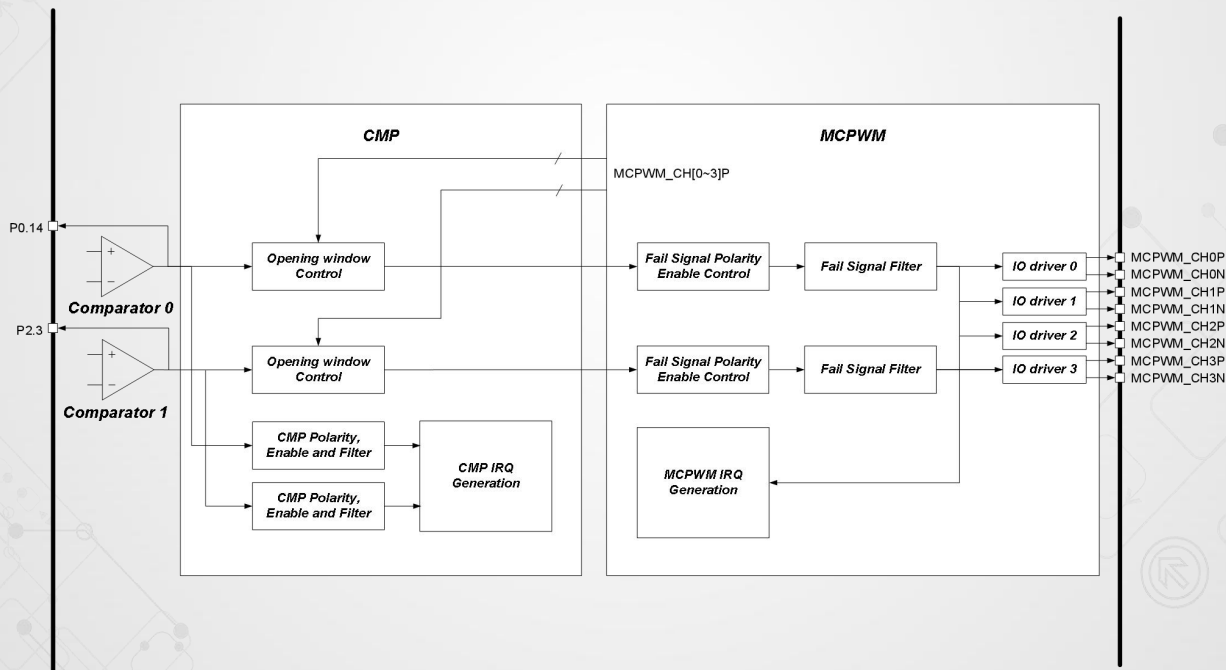 CMP
MCPWM
MCPWM_CH[0~3]P
P0.14
+
−
Comparator 0
P2.3
+
−
Comparator 1
Opening window
Control
Opening window
Control
CMP Polarity,
Enable and Filter
CMP Polarity,
Enable and Filter
CMP IRQ
Generation
Fail Signal Polarity
Enable Control
Fail Signal Filter
Fail Signal Polarity
Enable Control
Fail Signal Filter
MCPWM IRQ
Generation
IO driver 0
IO driver 1
IO driver 2
IO driver 3
MCPWM_CH0P
MCPWM_CH0N
MCPWM_CH1P
MCPWM_CH1N
MCPWM_CH2P
MCPWM_CH2N
MCPWM_CH3P
MCPWM_CH3N